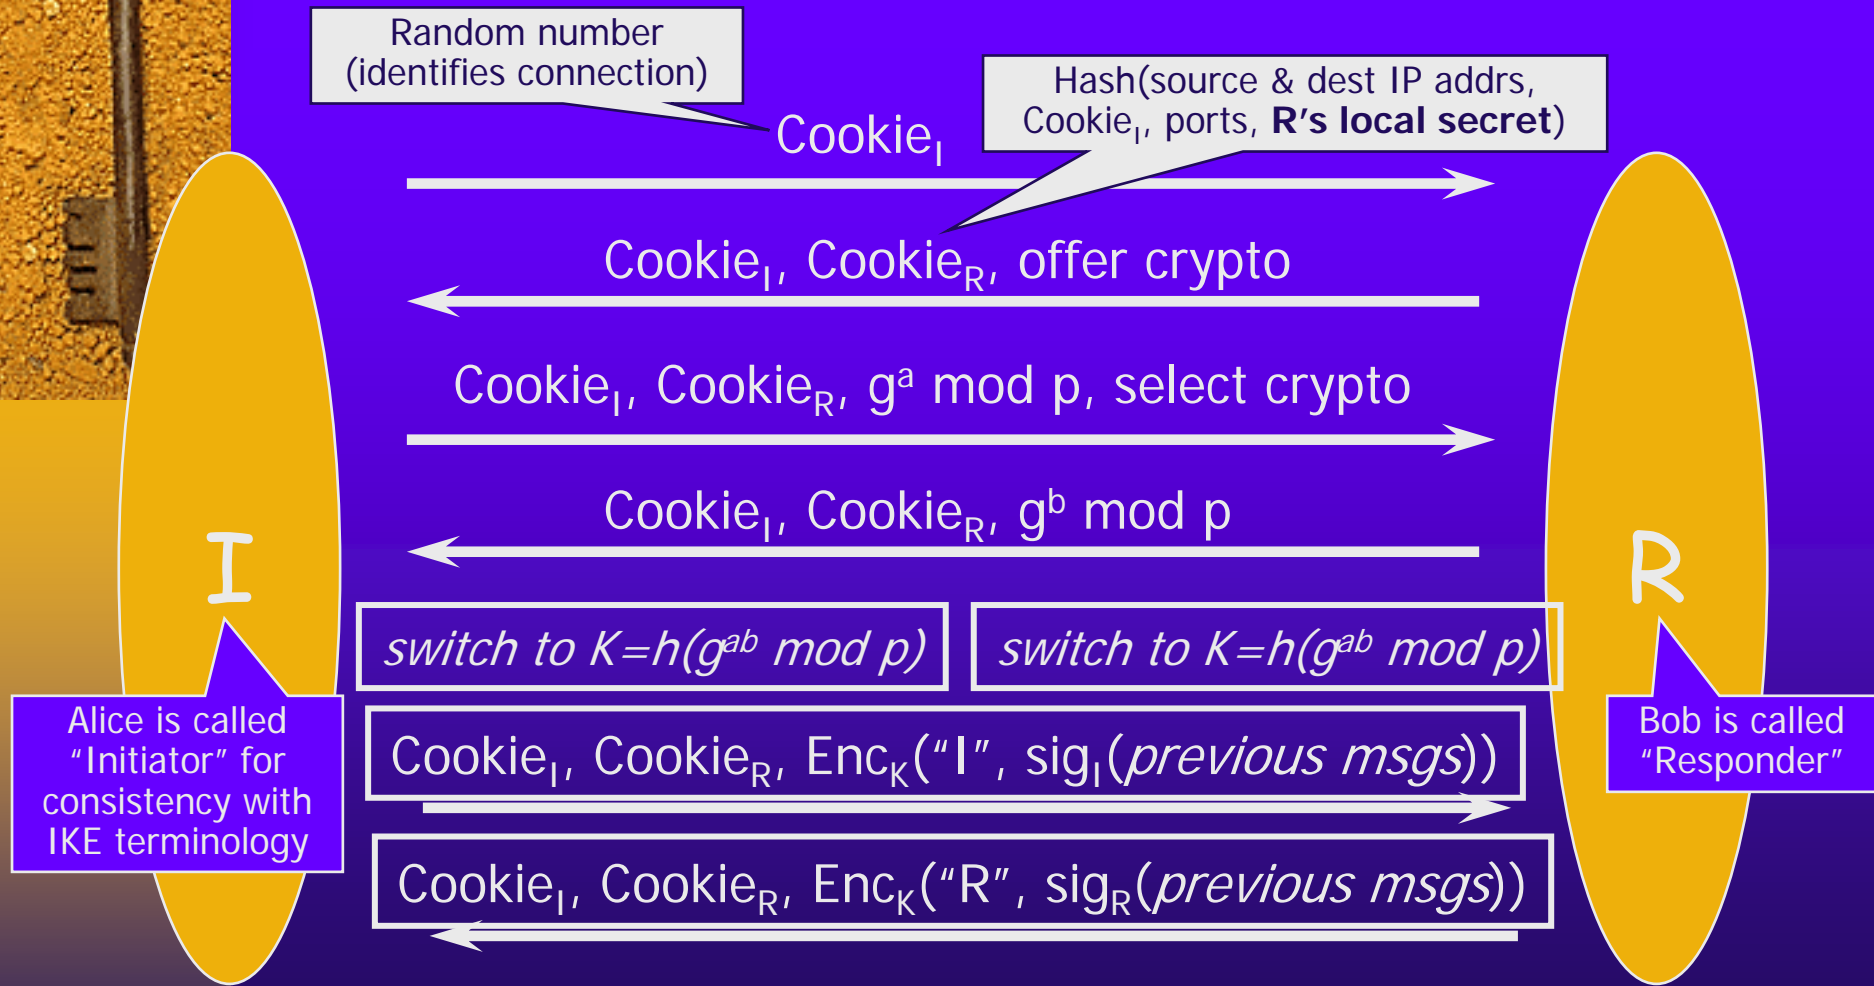 Random number
(identifies connection)
Hash(source & dest IP addrs,
Cookie_I, ports, R's local secret)
Cookie_I
Cookie_I, Cookie_R, offer crypto
Cookie_I, Cookie_R, g^a mod p, select crypto
Cookie_I, Cookie_R, g^b mod p
I
R
switch to K=h(g^ab mod p)
switch to K=h(g^ab mod p)
Alice is called
“Initiator” for
consistency with
IKE terminology
Bob is called
“Responder”
Cookie_I, Cookie_R, Enc_K(“I”, sig_I(previous msgs))
Cookie_I, Cookie_R, Enc_K(“R”, sig_R(previous msgs))